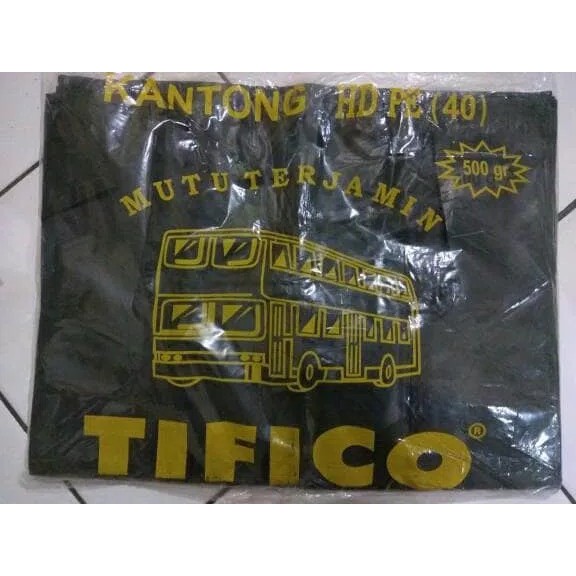 KANTONG HD PE (40)
500 gr
MUTU TERJAMIN
TIFICO ®